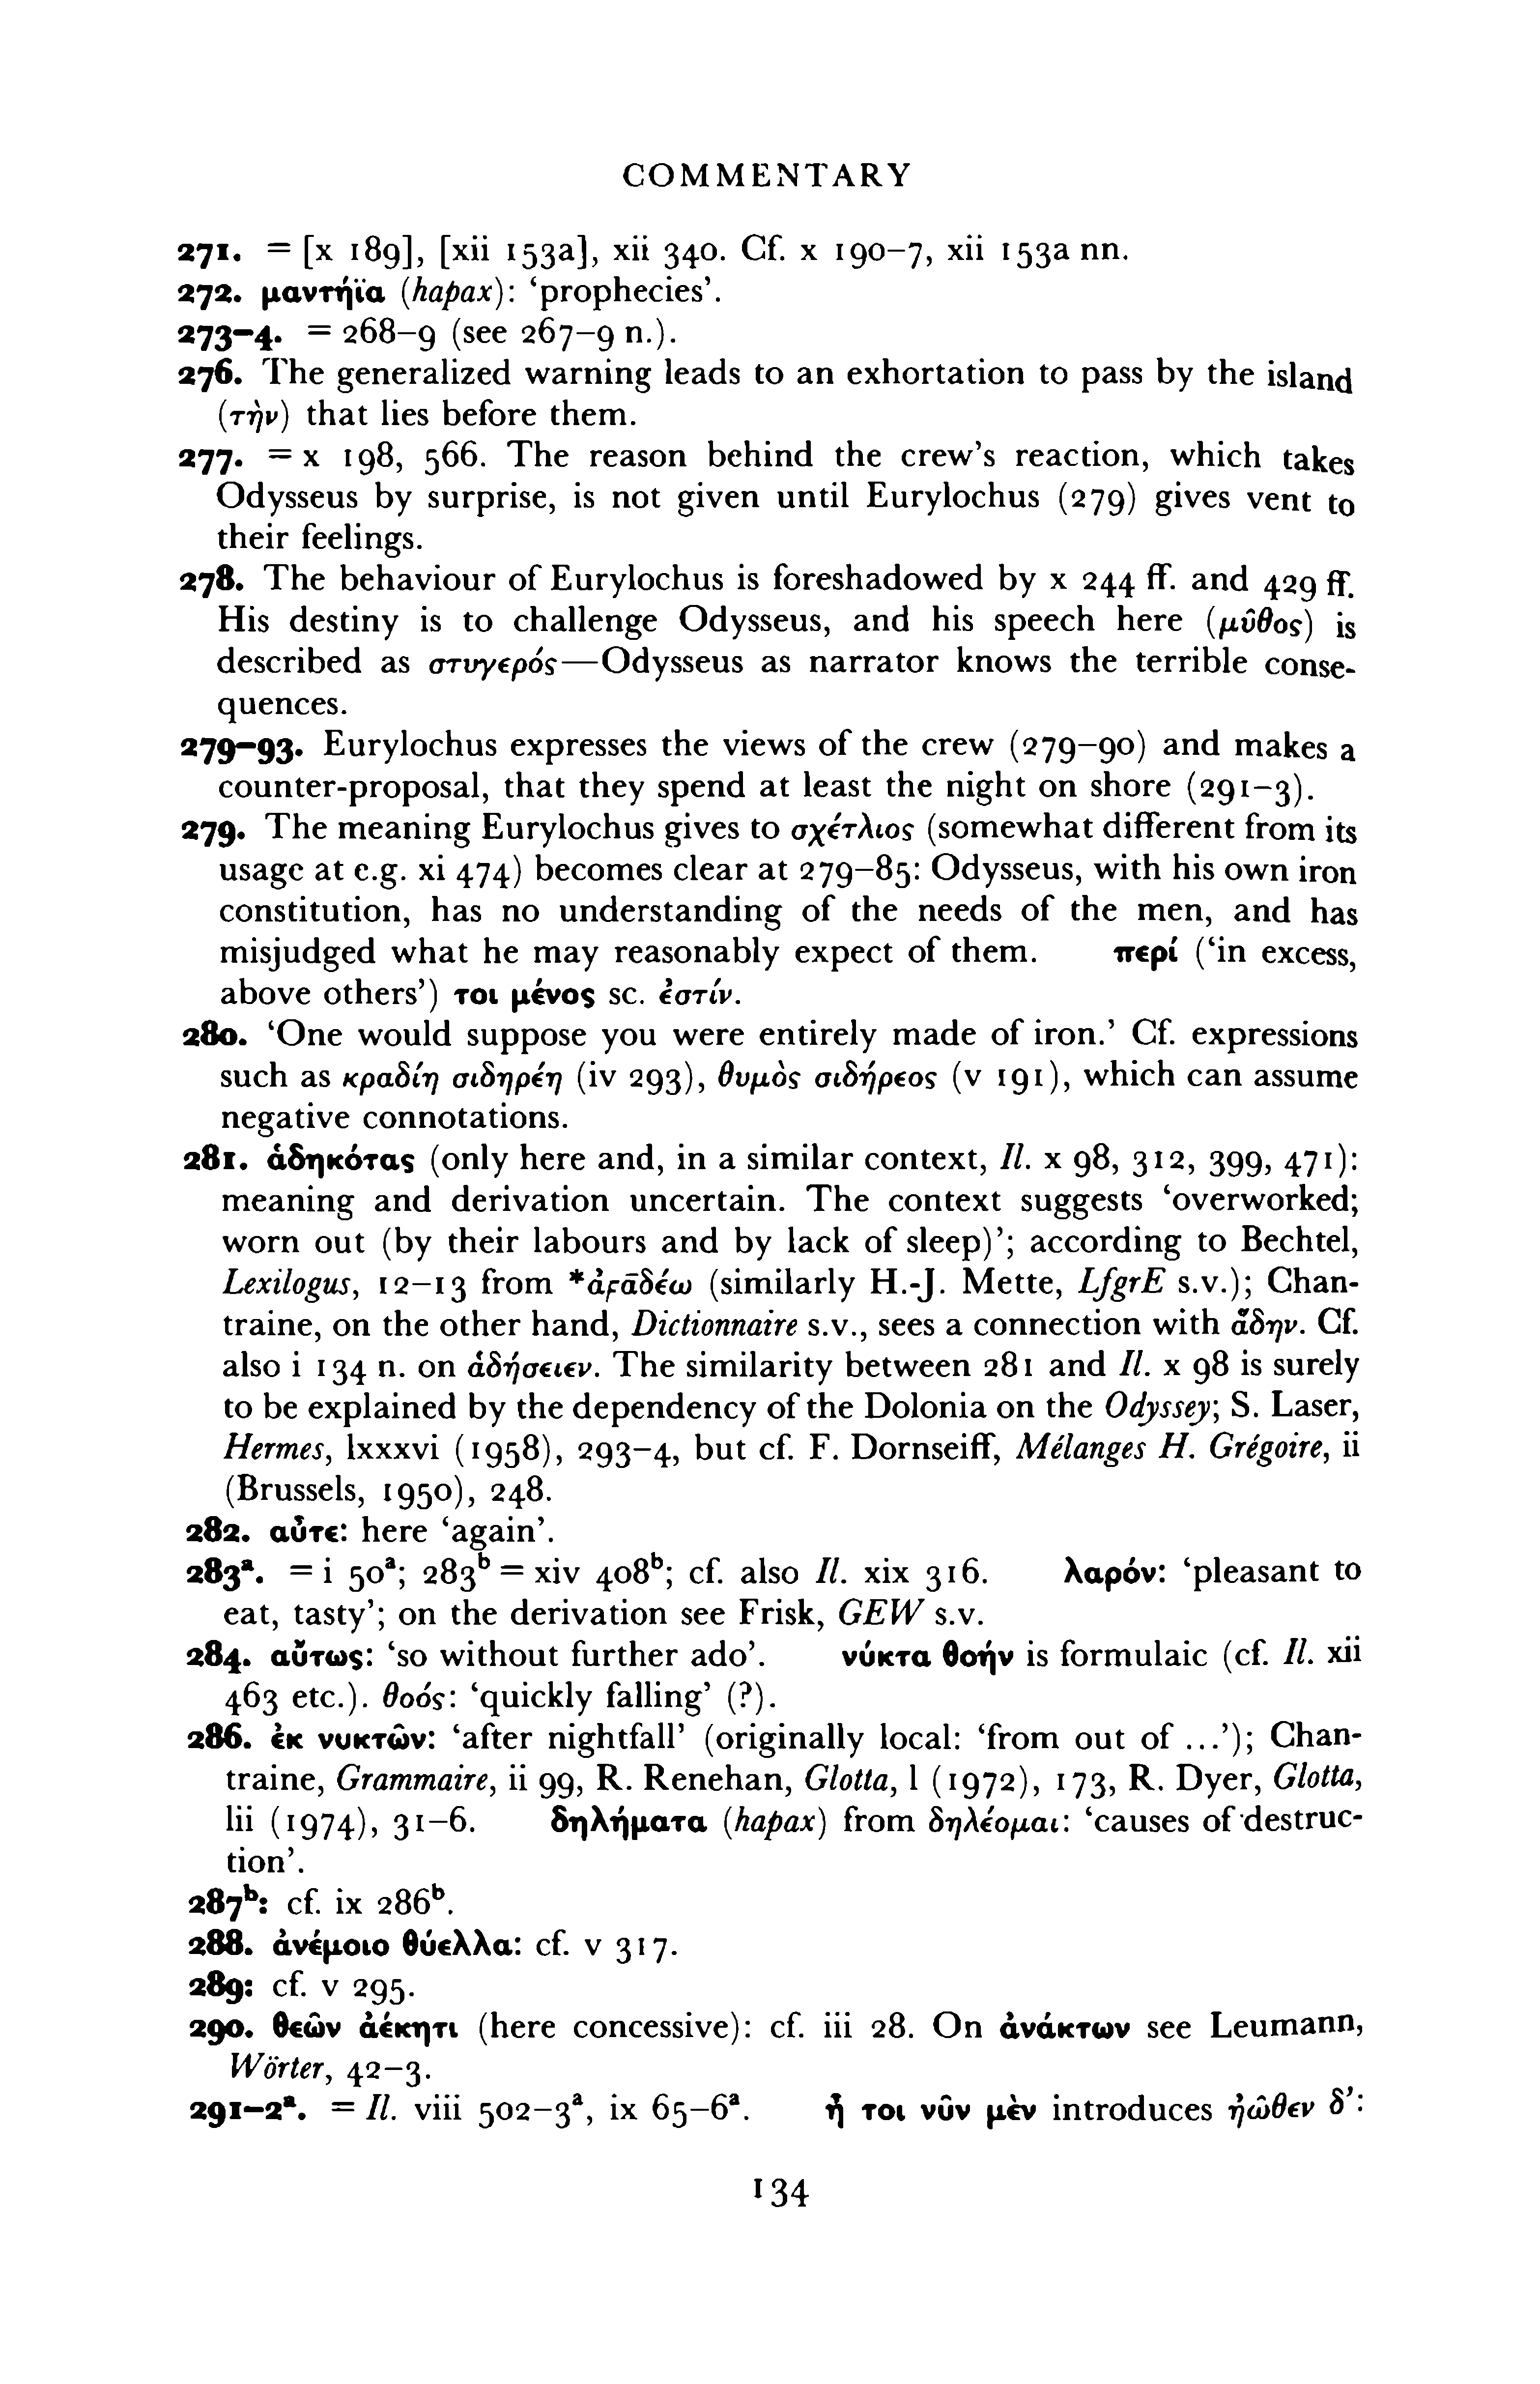 COMMENTARY
271. = [x 189], [xii 153a], xii 340. Cf. x 190–7, xii 153a nn.
272. μαντήϊα (hapax): ‘prophecies’.
273–4. = 268–9 (see 267–9 n.).
276. The generalized warning leads to an exhortation to pass by the island
(τὴν) that lies before them.
277. = x 198, 566. The reason behind the crew’s reaction, which takes
Odysseus by surprise, is not given until Eurylochus (279) gives vent to
their feelings.
278. The behaviour of Eurylochus is foreshadowed by x 244 ff. and 429 ff.
His destiny is to challenge Odysseus, and his speech here (μῦθος) is
described as στυγερός—Odysseus as narrator knows the terrible conse-
quences.
279–93. Eurylochus expresses the views of the crew (279–90) and makes a
counter-proposal, that they spend at least the night on shore (291–3).
279. The meaning Eurylochus gives to σχέτλιος (somewhat different from its
usage at e.g. xi 474) becomes clear at 279–85: Odysseus, with his own iron
constitution, has no understanding of the needs of the men, and has
misjudged what he may reasonably expect of them. περί (‘in excess,
above others’) τοι μένος sc. ἐστίν.
280. ‘One would suppose you were entirely made of iron.’ Cf. expressions
such as κραδίη σιδηρέη (iv 293), θυμὸς σιδήρεος (v 191), which can assume
negative connotations.
281. ἁδηκότας (only here and, in a similar context, Il. x 98, 312, 399, 471):
meaning and derivation uncertain. The context suggests ‘overworked;
worn out (by their labours and by lack of sleep)’; according to Bechtel,
Lexilogus, 12–13 from *ἀϝᾱδέω (similarly H.-J. Mette, LfgrE s.v.); Chan-
traine, on the other hand, Dictionnaire s.v., sees a connection with ἅδην. Cf.
also i 134 n. on ἁδήσειεν. The similarity between 281 and Il. x 98 is surely
to be explained by the dependency of the Dolonia on the Odyssey; S. Laser,
Hermes, lxxxvi (1958), 293–4, but cf. F. Dornseiff, Mélanges H. Grégoire, ii
(Brussels, 1950), 248.
282. αὖτε: here ‘again’.
283ᵃ. = i 50ᵃ; 283ᵇ = xiv 408ᵇ; cf. also Il. xix 316. λαρόν: ‘pleasant to
eat, tasty’; on the derivation see Frisk, GEW s.v.
284. αὔτως: ‘so without further ado’. νύκτα θοήν is formulaic (cf. Il. xii
463 etc.). θοός: ‘quickly falling’ (?).
286. ἐκ νυκτῶν: ‘after nightfall’ (originally local: ‘from out of ...’); Chan-
traine, Grammaire, ii 99, R. Renehan, Glotta, l (1972), 173, R. Dyer, Glotta,
lii (1974), 31–6. δηλήματα (hapax) from δηλέομαι: ‘causes of destruc-
tion’.
287ᵇ: cf. ix 286ᵇ.
288. ἀνέμοιο θύελλα: cf. v 317.
289: cf. v 295.
290. θεῶν ἀέκητι (here concessive): cf. iii 28. On ἀνάκτων see Leumann,
Wörter, 42–3.
291–2ᵃ. = Il. viii 502–3ᵃ, ix 65–6ᵃ. ἤ τοι νῦν μὲν introduces ἠῶθεν δ’:
134